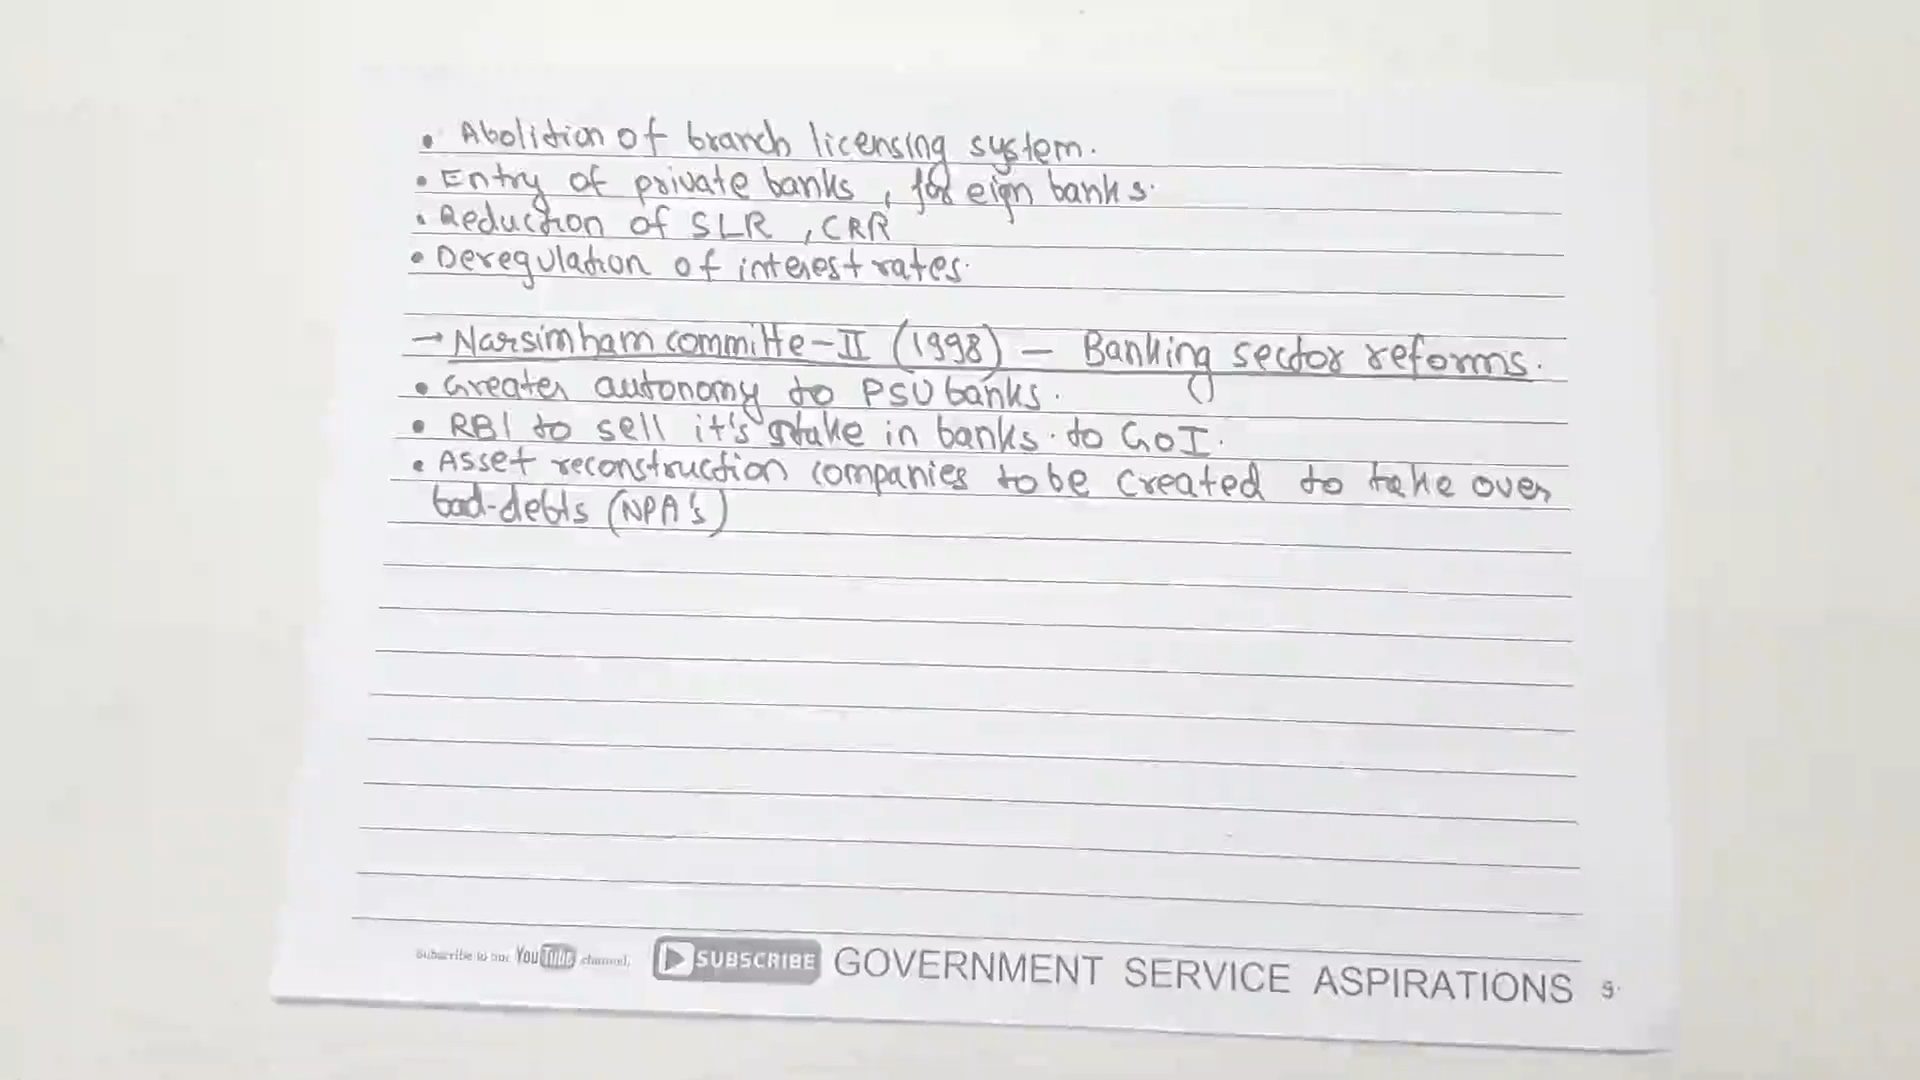 • Abolition of branch licensing system.
• Entry of private banks, foreign banks.
• Reduction of SLR, CRR
• Deregulation of interest rates.
→ Narsimham committe-II (1998) – Banking sector reforms.
• Greater autonomy to PSU banks.
• RBI to sell it's stake in banks. to GoI.
• Asset reconstruction companies to be created to take over
bad-debts (NPA's)
Subscribe to our YouTube channel, SUBSCRIBE GOVERNMENT SERVICE ASPIRATIONS 9.